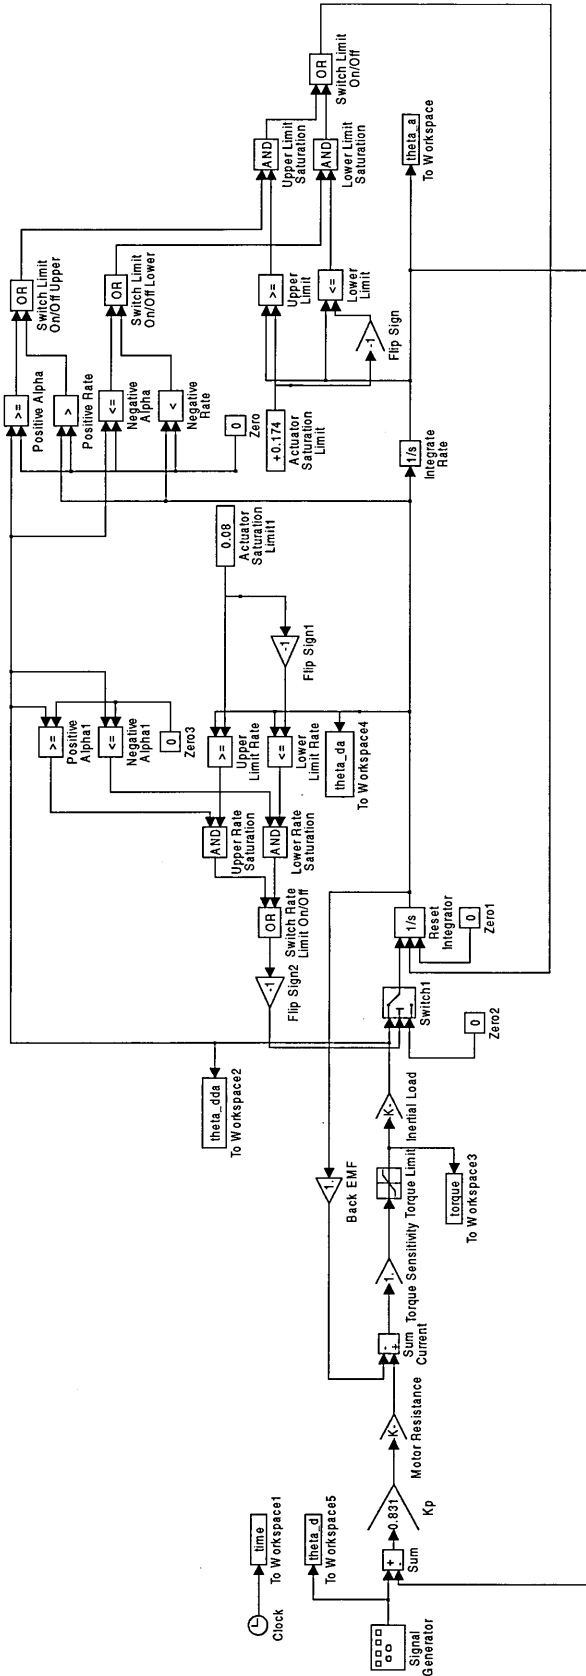 Signal
Generator
Clock
time
To Workspace1
theta_d
To Workspace5
+
-
Sum
0.831
Kp
K-
Motor Resistance
-
+
Sum
Current
1.
Torque Sensitivity
Torque Limit
torque
To Workspace3
K-
Inertial Load
1.
Back EMF
theta_dda
To Workspace2
Switch1
0
Zero2
1/s
Reset
Integrator
0
Zero1
-1
Flip Sign2
OR
Switch Rate
Limit On/Off
AND
Upper Rate
Saturation
AND
Lower Rate
Saturation
>=
Positive
Alpha1
<=
Negative
Alpha1
0
Zero3
>=
Upper
Limit Rate
<=
Lower
Limit Rate
theta_da
To Workspace4
-1
Flip Sign1
0.08
Actuator
Saturation
Limit1
1/s
Integrate
Rate
>=
Positive Alpha
>
Positive Rate
<=
Negative
Alpha
<
Negative
Rate
0
Zero
+0.174
Actuator
Saturation
Limit
-1
Flip Sign
OR
Switch Limit
On/Off Upper
OR
Switch Limit
On/Off Lower
>=
Upper
Limit
<=
Lower
Limit
AND
Upper Limit
Saturation
AND
Lower Limit
Saturation
OR
Switch Limit
On/Off
theta_a
To Workspace